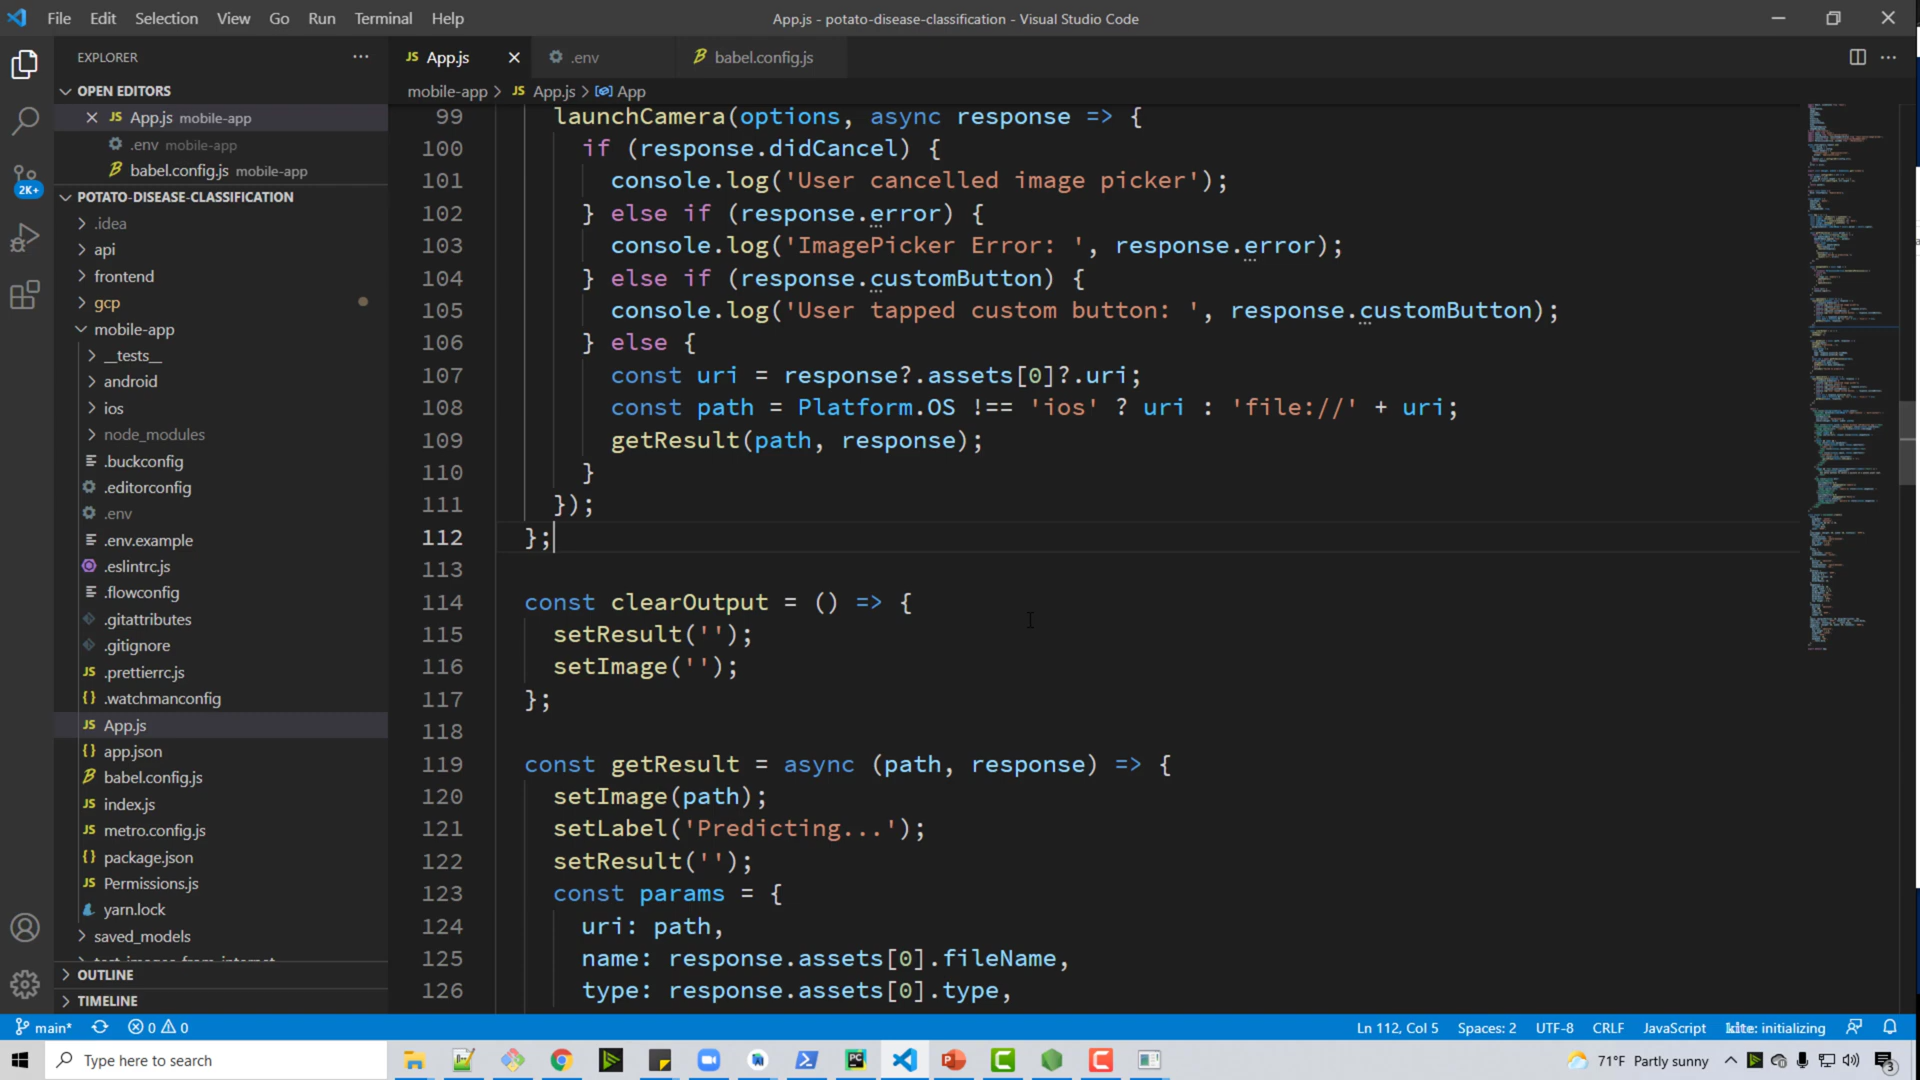 File Edit Selection View Go Run Terminal Help
App.js - potato-disease-classification - Visual Studio Code
EXPLORER
OPEN EDITORS
JS App.js mobile-app
.env mobile-app
babel.config.js mobile-app
2K+
POTATO-DISEASE-CLASSIFICATION
.idea
api
frontend
gcp
mobile-app
__tests__
android
ios
node_modules
.buckconfig
.editorconfig
.env
.env.example
.eslintrc.js
.flowconfig
.gitattributes
.gitignore
JS .prettierrc.js
{} .watchmanconfig
JS App.js
{} app.json
babel.config.js
JS index.js
JS metro.config.js
{} package.json
JS Permissions.js
yarn.lock
saved_models
OUTLINE
TIMELINE
JS App.js
.env
babel.config.js
mobile-app > JS App.js > App
99 launchCamera(options, async response => {
100 if (response.didCancel) {
101 console.log('User cancelled image picker');
102 } else if (response.error) {
103 console.log('ImagePicker Error: ', response.error);
104 } else if (response.customButton) {
105 console.log('User tapped custom button: ', response.customButton);
106 } else {
107 const uri = response?.assets[0]?.uri;
108 const path = Platform.OS !== 'ios' ? uri : 'file://' + uri;
109 getResult(path, response);
110 }
111 });
112 };
113
114 const clearOutput = () => {
115 setResult('');
116 setImage('');
117 };
118
119 const getResult = async (path, response) => {
120 setImage(path);
121 setLabel('Predicting...');
122 setResult('');
123 const params = {
124 uri: path,
125 name: response.assets[0].fileName,
126 type: response.assets[0].type,
main* 0 0
Ln 112, Col 5 Spaces: 2 UTF-8 CRLF JavaScript kite: initializing
Type here to search
71°F Partly sunny
3